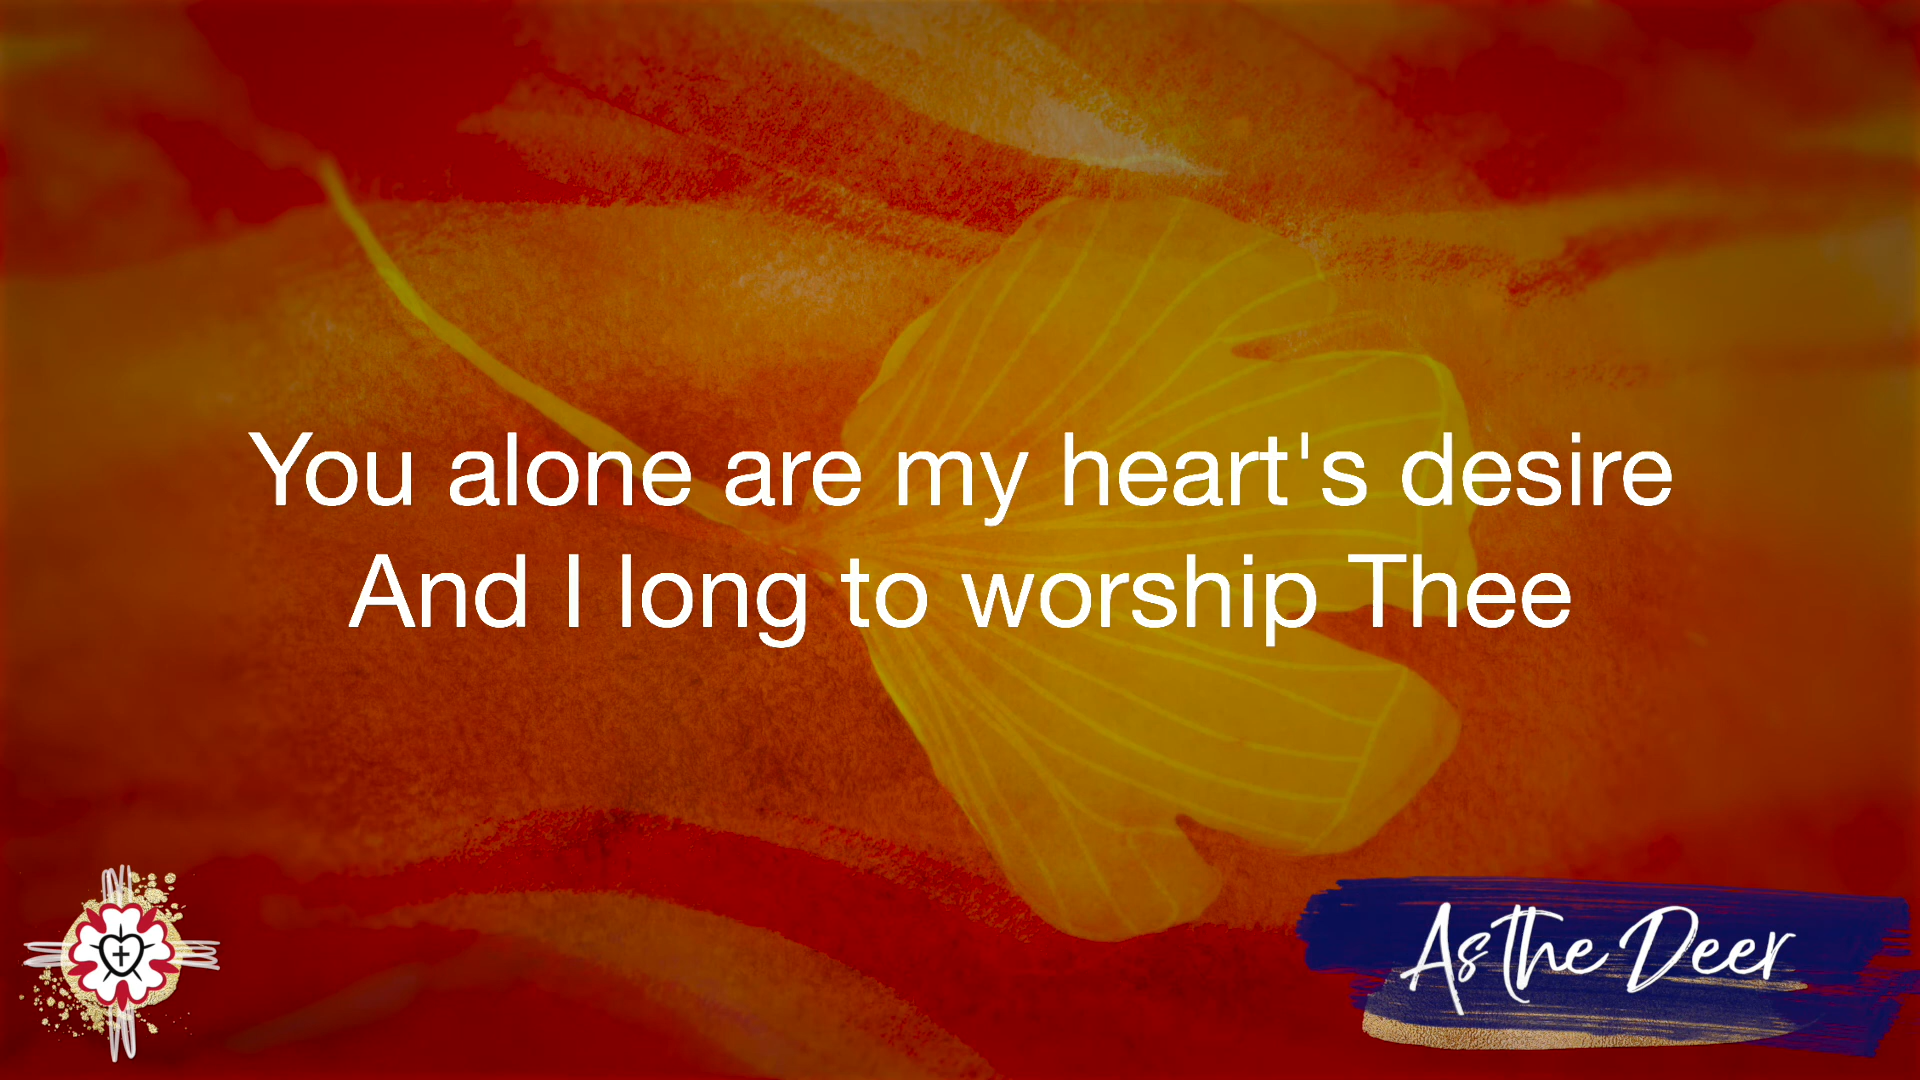 You alone are my heart's desire
And I long to worship Thee
As the Deer